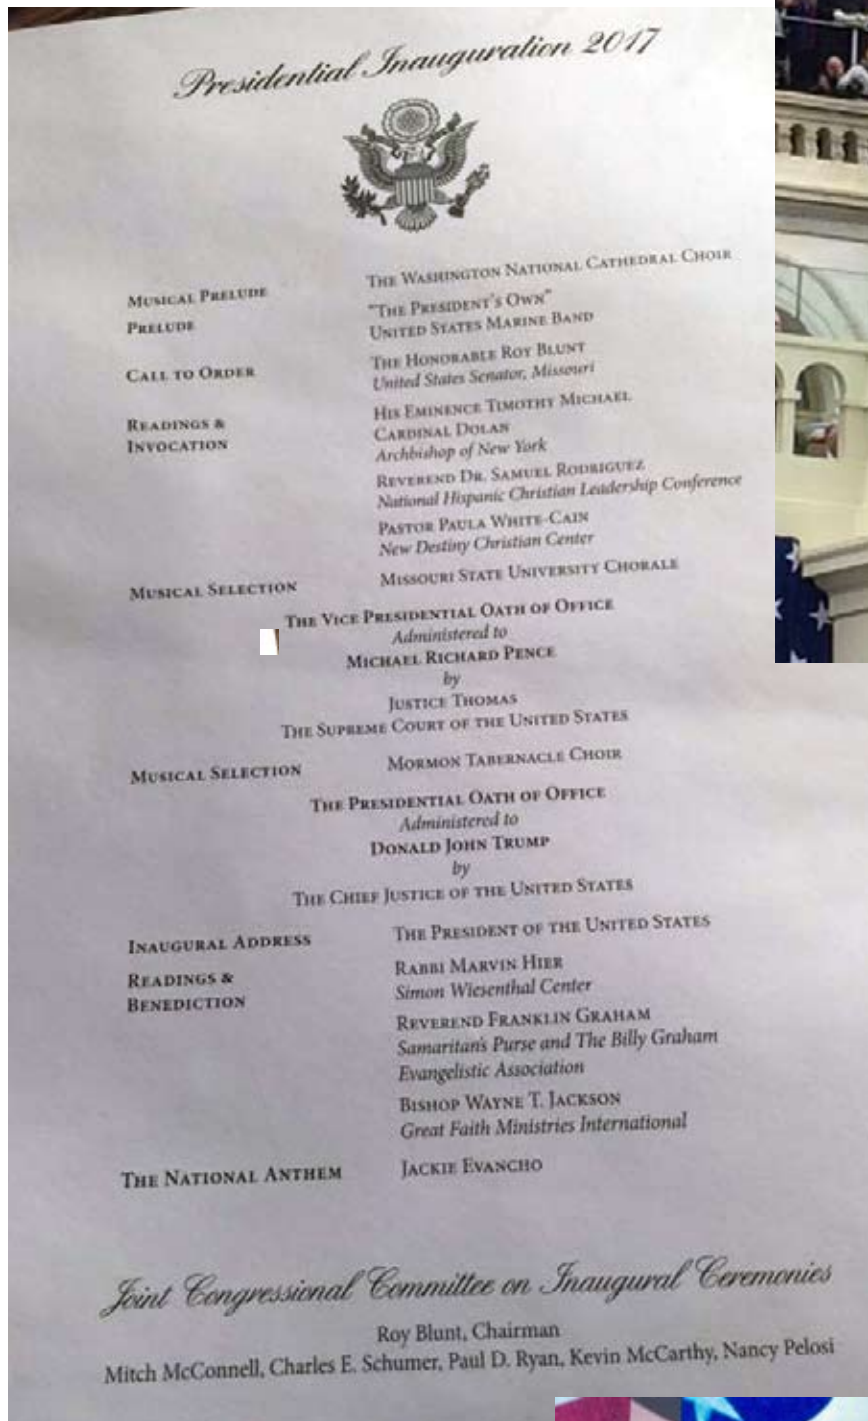 Presidential Inauguration 2017
MUSICAL PRELUDE THE WASHINGTON NATIONAL CATHEDRAL CHOIR
PRELUDE "THE PRESIDENT'S OWN"
UNITED STATES MARINE BAND
CALL TO ORDER THE HONORABLE ROY BLUNT
United States Senator, Missouri
READINGS & HIS EMINENCE TIMOTHY MICHAEL
INVOCATION CARDINAL DOLAN
Archbishop of New York
REVEREND DR. SAMUEL RODRIGUEZ
National Hispanic Christian Leadership Conference
PASTOR PAULA WHITE-CAIN
New Destiny Christian Center
MUSICAL SELECTION MISSOURI STATE UNIVERSITY CHORALE
THE VICE PRESIDENTIAL OATH OF OFFICE
Administered to
MICHAEL RICHARD PENCE
by
JUSTICE THOMAS
THE SUPREME COURT OF THE UNITED STATES
MUSICAL SELECTION MORMON TABERNACLE CHOIR
THE PRESIDENTIAL OATH OF OFFICE
Administered to
DONALD JOHN TRUMP
by
THE CHIEF JUSTICE OF THE UNITED STATES
INAUGURAL ADDRESS THE PRESIDENT OF THE UNITED STATES
READINGS & RABBI MARVIN HIER
BENEDICTION Simon Wiesenthal Center
REVEREND FRANKLIN GRAHAM
Samaritan's Purse and The Billy Graham
Evangelistic Association
BISHOP WAYNE T. JACKSON
Great Faith Ministries International
THE NATIONAL ANTHEM JACKIE EVANCHO
Joint Congressional Committee on Inaugural Ceremonies
Roy Blunt, Chairman
Mitch McConnell, Charles E. Schumer, Paul D. Ryan, Kevin McCarthy, Nancy Pelosi